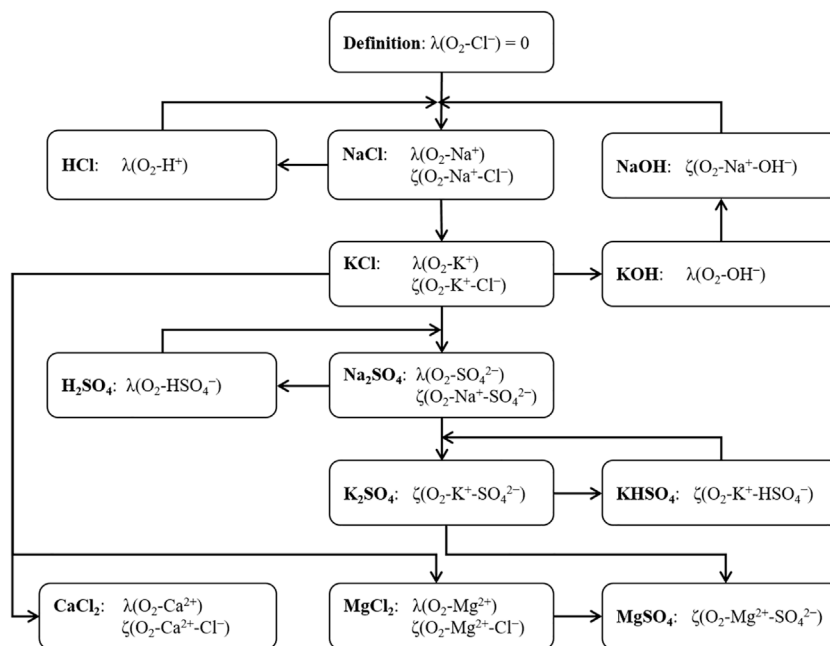 Definition: λ(O₂-Cl⁻) = 0
HCl: λ(O₂-H⁺)
NaCl: λ(O₂-Na⁺)
ζ(O₂-Na⁺-Cl⁻)
NaOH: ζ(O₂-Na⁺-OH⁻)
KCl: λ(O₂-K⁺)
ζ(O₂-K⁺-Cl⁻)
KOH: λ(O₂-OH⁻)
H₂SO₄: λ(O₂-HSO₄⁻)
Na₂SO₄: λ(O₂-SO₄²⁻)
ζ(O₂-Na⁺-SO₄²⁻)
K₂SO₄: ζ(O₂-K⁺-SO₄²⁻)
KHSO₄: ζ(O₂-K⁺-HSO₄⁻)
CaCl₂: λ(O₂-Ca²⁺)
ζ(O₂-Ca²⁺-Cl⁻)
MgCl₂: λ(O₂-Mg²⁺)
ζ(O₂-Mg²⁺-Cl⁻)
MgSO₄: ζ(O₂-Mg²⁺-SO₄²⁻)